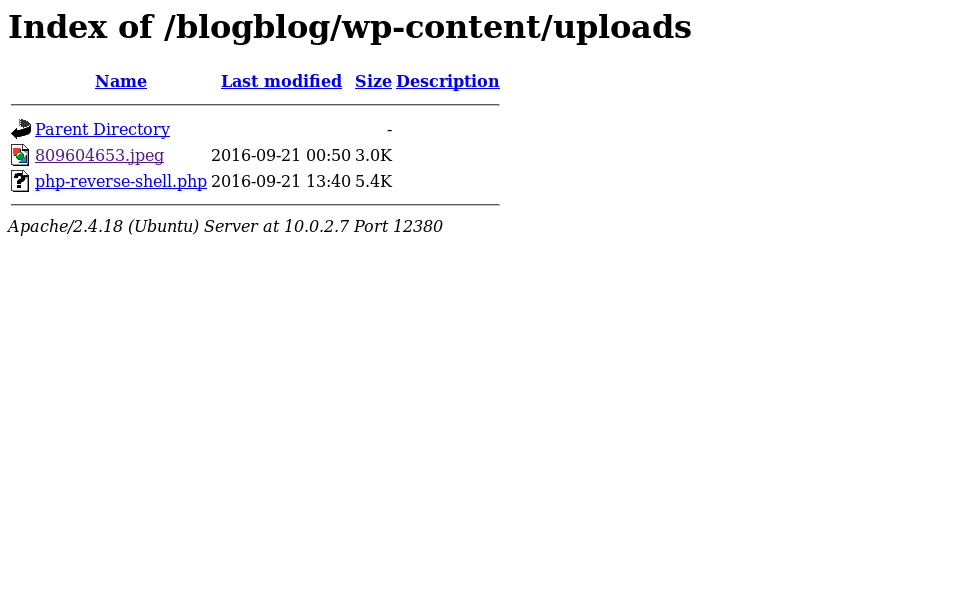 Index of /blogblog/wp-content/uploads
Name Last modified Size Description
Parent Directory -
809604653.jpeg 2016-09-21 00:50 3.0K
php-reverse-shell.php 2016-09-21 13:40 5.4K
Apache/2.4.18 (Ubuntu) Server at 10.0.2.7 Port 12380